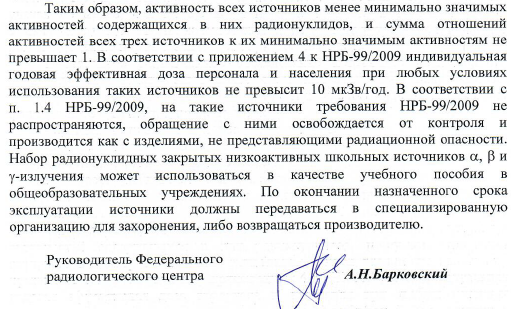 Таким образом, активность всех источников менее минимально значимых
активностей содержащихся в них радионуклидов, и сумма отношений
активностей всех трех источников к их минимально значимым активностям не
превышает 1. В соответствии с приложением 4 к НРБ-99/2009 индивидуальная
годовая эффективная доза персонала и населения при любых условиях
использования таких источников не превысит 10 мкЗв/год. В соответствии с
п. 1.4 НРБ-99/2009, на такие источники требования НРБ-99/2009 не
распространяются, обращение с ними освобождается от контроля и
производится как с изделиями, не представляющими радиационной опасности.
Набор радионуклидных закрытых низкоактивных школьных источников α, β и
γ-излучения может использоваться в качестве учебного пособия в
общеобразовательных учреждениях. По окончании назначенного срока
эксплуатации источники должны передаваться в специализированную
организацию для захоронения, либо возвращаться производителю.
Руководитель Федерального
радиологического центра
А.Н.Барковский